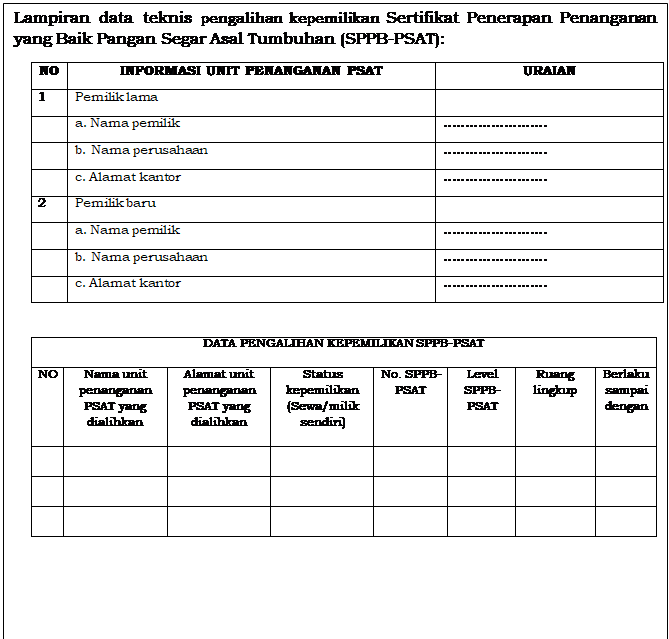 Lampiran data teknis pengalihan kepemilikan Sertifikat Penerapan Penanganan
yang Baik Pangan Segar Asal Tumbuhan (SPPB-PSAT):
NO INFORMASI UNIT PENANGANAN PSAT URAIAN
1 Pemilik lama
a. Nama pemilik ........................
b. Nama perusahaan ........................
c. Alamat kantor ........................
2 Pemilik baru
a. Nama pemilik ........................
b. Nama perusahaan ........................
c. Alamat kantor ........................
DATA PENGALIHAN KEPEMILIKAN SPPB-PSAT
NO Nama unit Alamat unit Status No. SPPB- Level Ruang Berlaku
penanganan penanganan kepemilikan PSAT SPPB- lingkup sampai
PSAT yang PSAT yang (Sewa/milik PSAT dengan
dialihkan dialihkan sendiri)